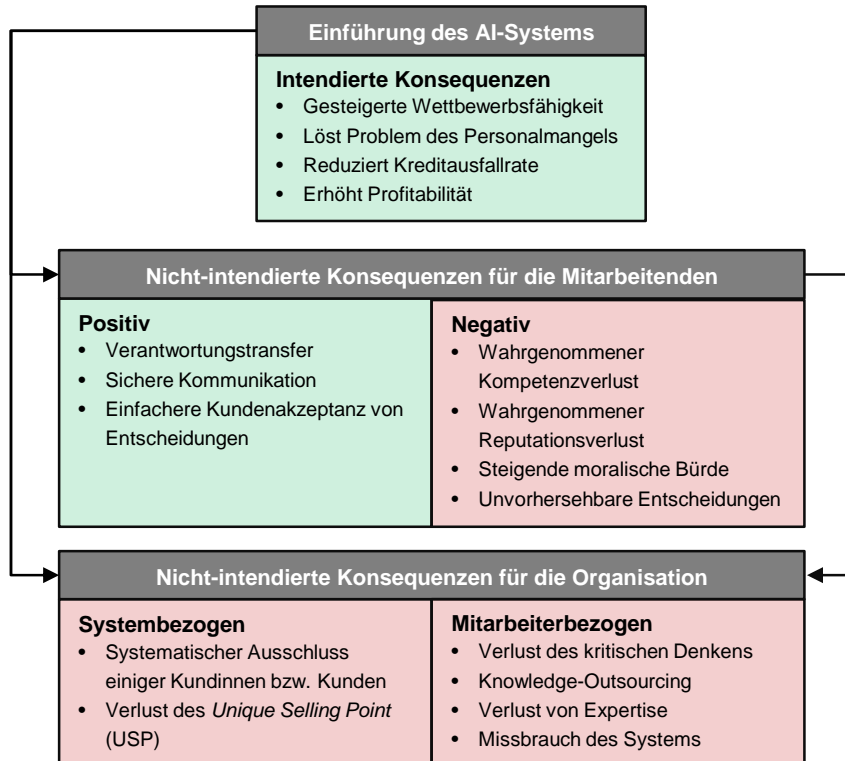 Einführung des AI-Systems
Intendierte Konsequenzen
• Gesteigerte Wettbewerbsfähigkeit
• Löst Problem des Personalmangels
• Reduziert Kreditausfallrate
• Erhöht Profitabilität
Nicht-intendierte Konsequenzen für die Mitarbeitenden
Positiv
• Verantwortungstransfer
• Sichere Kommunikation
• Einfachere Kundenakzeptanz von
Entscheidungen
Negativ
• Wahrgenommener
Kompetenzverlust
• Wahrgenommener
Reputationsverlust
• Steigende moralische Bürde
• Unvorhersehbare Entscheidungen
Nicht-intendierte Konsequenzen für die Organisation
Systembezogen
• Systematischer Ausschluss
einiger Kundinnen bzw. Kunden
• Verlust des Unique Selling Point
(USP)
Mitarbeiterbezogen
• Verlust des kritischen Denkens
• Knowledge-Outsourcing
• Verlust von Expertise
• Missbrauch des Systems